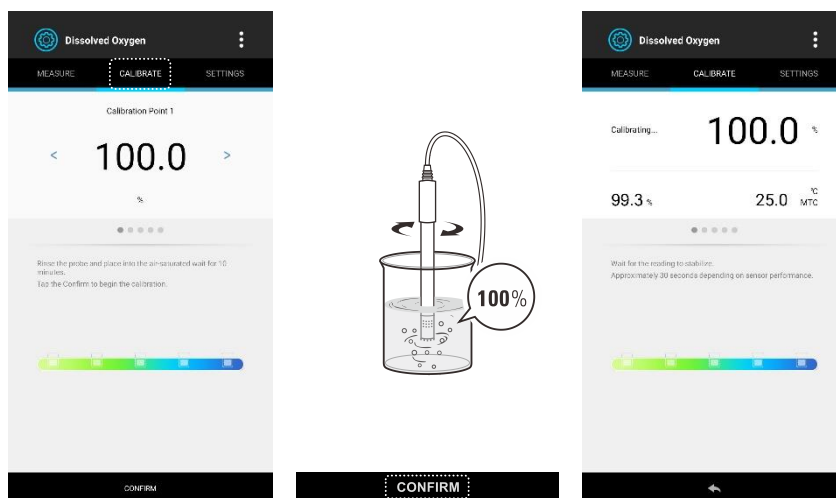 Dissolved Oxygen
MEASURE CALIBRATE SETTINGS
Calibration Point 1
< 100.0 >
%
Rinse the probe and place into the air-saturated wait for 10
minutes.
Tap the Confirm to begin the calibration.
CONFIRM
100%
CONFIRM
Dissolved Oxygen
MEASURE CALIBRATE SETTINGS
Calibrating... 100.0 %
99.3 % 25.0 °C
MTC
Wait for the reading to stabilize.
Approximately 30 seconds depending on sensor performance.